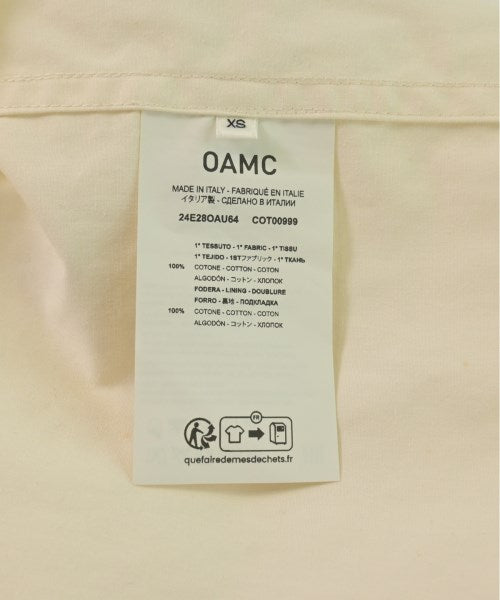 XS
OAMC
MADE IN ITALY - FABRIQUÉ EN ITALIE
イタリア製 - СДЕЛАНО В ИТАЛИИ
24E28OAU64 COT00999
1° TESSUTO - 1° FABRIC - 1° TISSU
1° TEJIDO - 1STファブリック - 1° ТКАНЬ
100% COTONE - COTTON - COTON
ALGODÓN - コットン - ХЛОПОК
FODERA - LINING - DOUBLURE
FORRO - 裏地 - ПОДКЛАДКА
100% COTONE - COTTON - COTON
ALGODÓN - コットン - ХЛОПОК
FR
quefairedemesdechets.fr